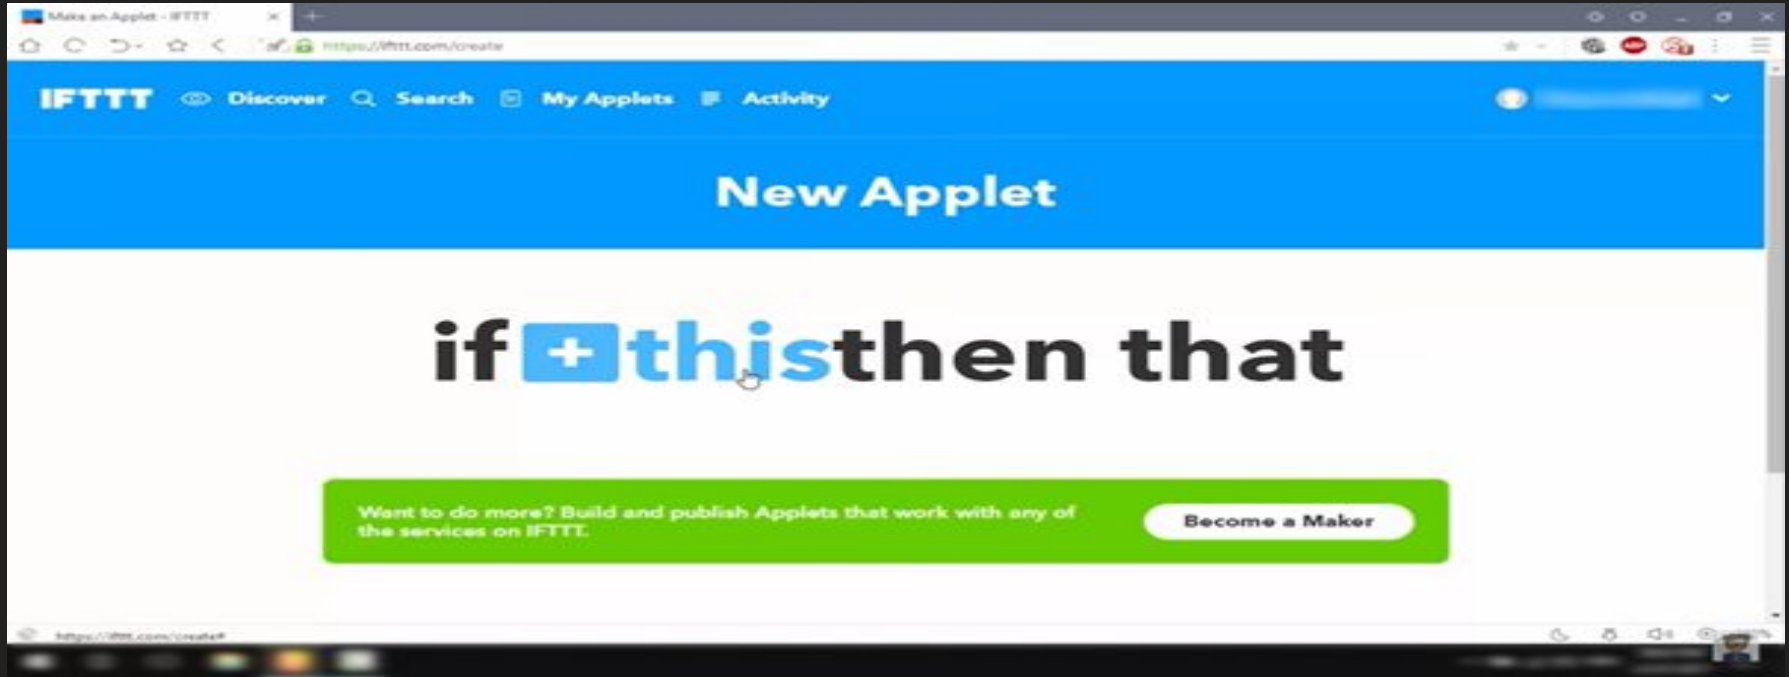 Make an Applet - IFTTT
https://ifttt.com/create
IFTTT Discover Search My Applets Activity
New Applet
if + this then that
Want to do more? Build and publish Applets that work with any of
the services on IFTTT.
Become a Maker
https://ifttt.com/create#